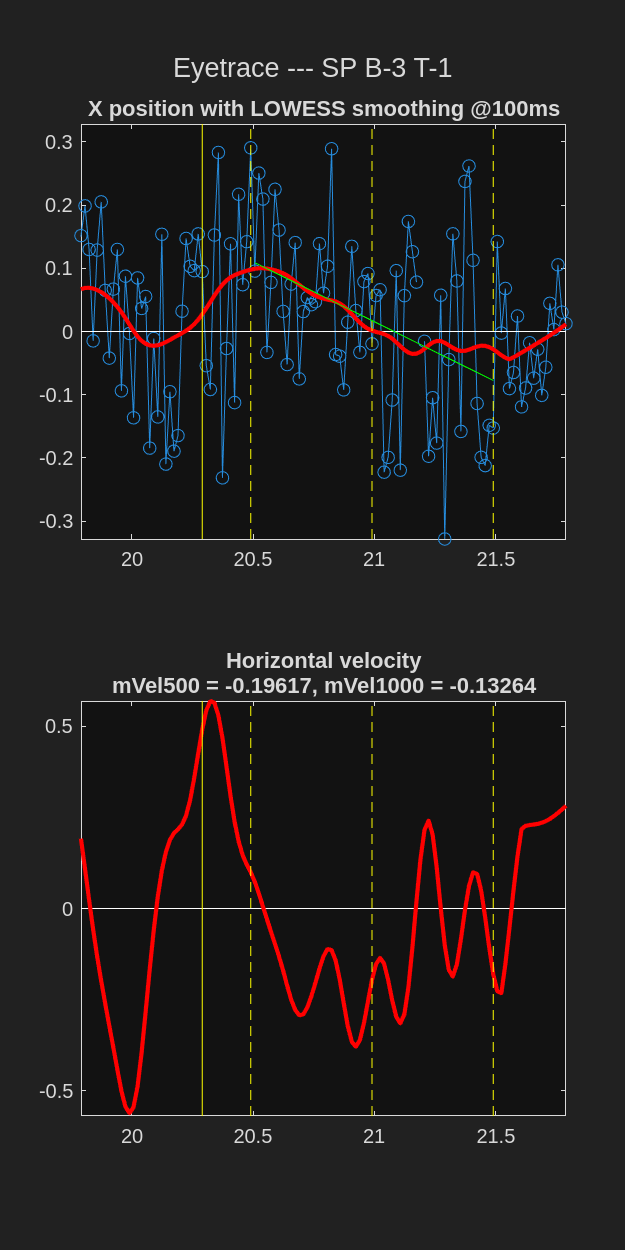 Eyetrace --- SP B-3 T-1
X position with LOWESS smoothing @100ms
0.3
0.2
0.1
0
-0.1
-0.2
-0.3
20 20.5 21 21.5
Horizontal velocity
mVel500 = -0.19617, mVel1000 = -0.13264
0.5
0
-0.5
20 20.5 21 21.5